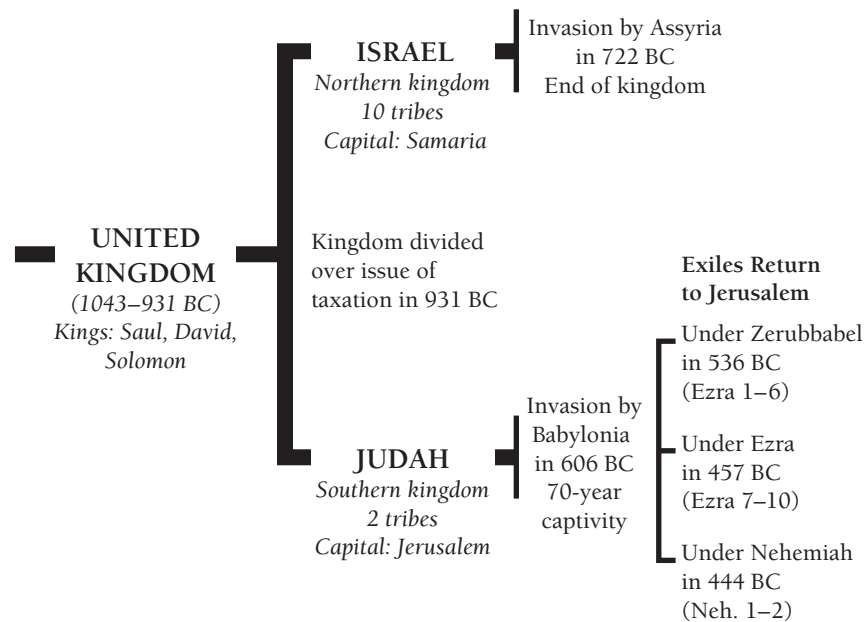 UNITED
KINGDOM
(1043–931 BC)
Kings: Saul, David,
Solomon
ISRAEL
Northern kingdom
10 tribes
Capital: Samaria
Invasion by Assyria
in 722 BC
End of kingdom
Kingdom divided
over issue of
taxation in 931 BC
JUDAH
Southern kingdom
2 tribes
Capital: Jerusalem
Invasion by
Babylonia
in 606 BC
70-year
captivity
Exiles Return
to Jerusalem
Under Zerubbabel
in 536 BC
(Ezra 1–6)
Under Ezra
in 457 BC
(Ezra 7–10)
Under Nehemiah
in 444 BC
(Neh. 1–2)